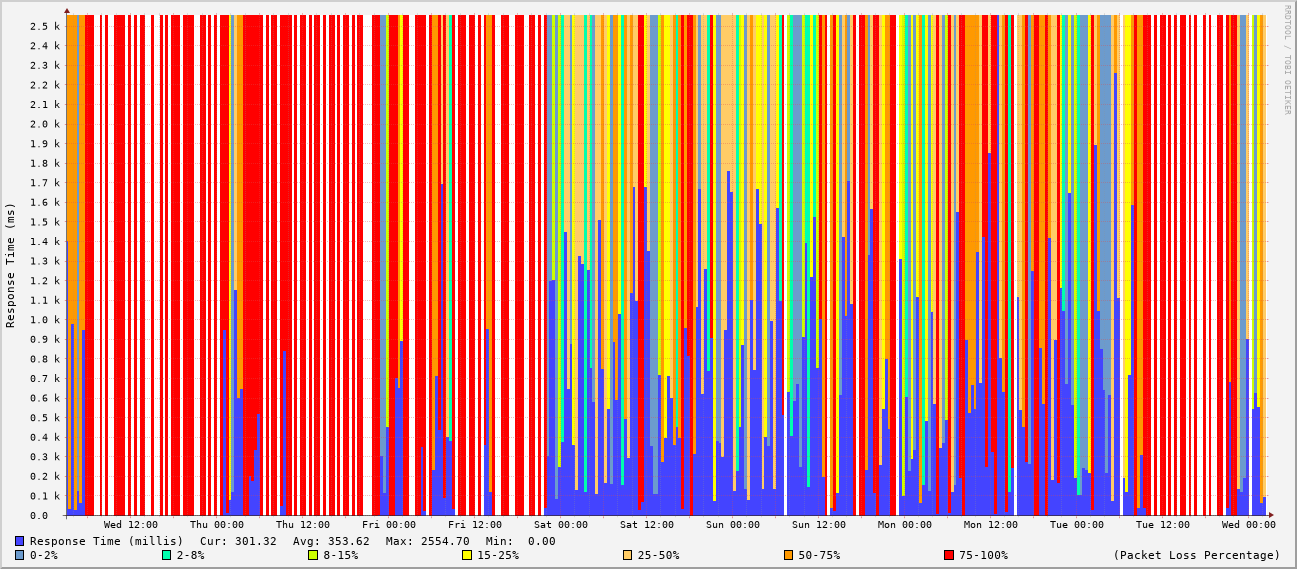 RRDTOOL / TOBI OETIKER
Response Time (ms)
2.5 k
2.4 k
2.3 k
2.2 k
2.1 k
2.0 k
1.9 k
1.8 k
1.7 k
1.6 k
1.5 k
1.4 k
1.3 k
1.2 k
1.1 k
1.0 k
0.9 k
0.8 k
0.7 k
0.6 k
0.5 k
0.4 k
0.3 k
0.2 k
0.1 k
0.0
Wed 12:00 Thu 00:00 Thu 12:00 Fri 00:00 Fri 12:00 Sat 00:00 Sat 12:00 Sun 00:00 Sun 12:00 Mon 00:00 Mon 12:00 Tue 00:00 Tue 12:00 Wed 00:00
Response Time (millis) Cur: 301.32 Avg: 353.62 Max: 2554.70 Min: 0.00
0-2% 2-8% 8-15% 15-25% 25-50% 50-75% 75-100% (Packet Loss Percentage)